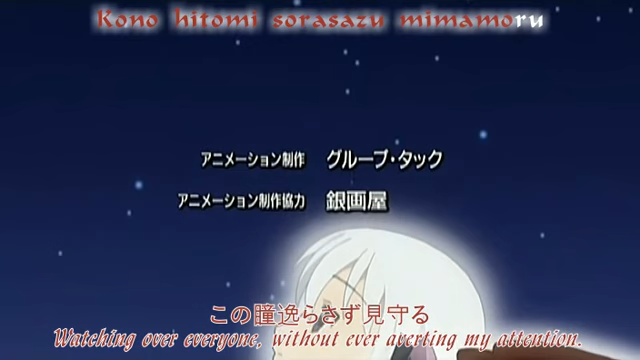 Kono hitomi sorasazu mimamoru
アニメーション制作 グループ・タック
アニメーション制作協力 銀画屋
この瞳逸らさず見守る
Watching over everyone, without ever averting my attention.